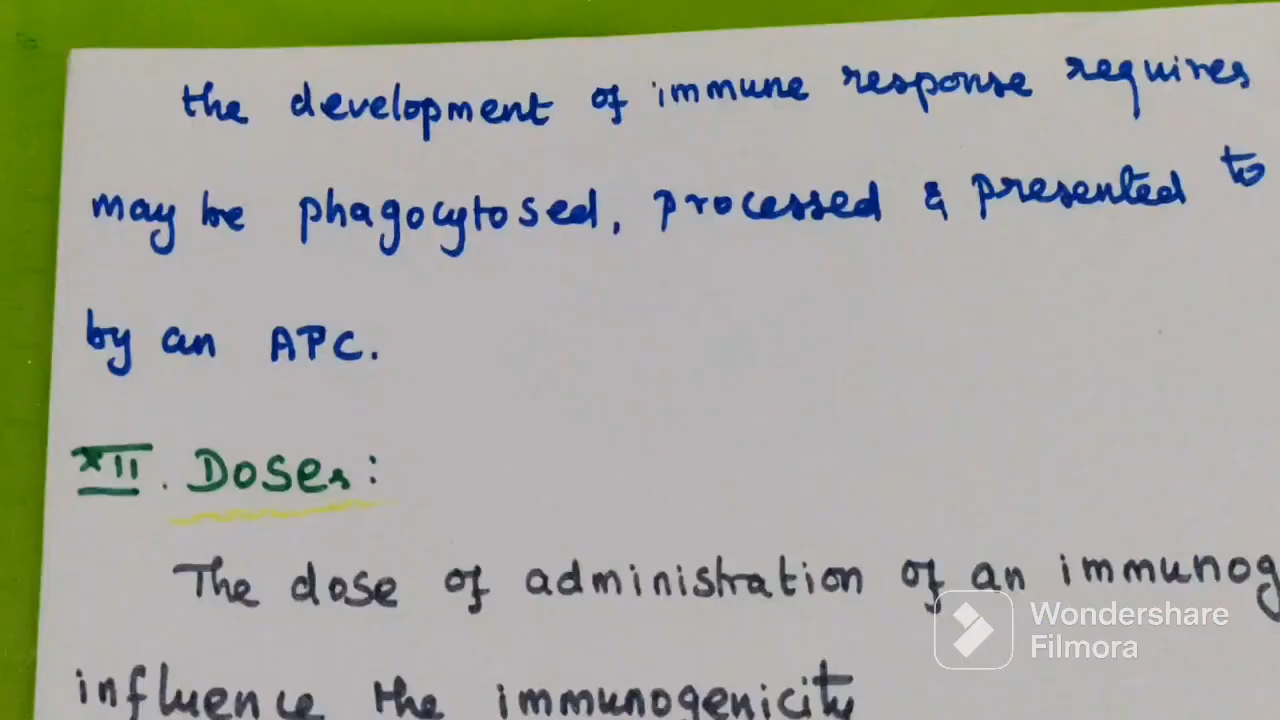 the development of immune response requires
may be phagocytosed, processed & presented to
by an APC.
XII. Doses:
The dose of administration of an immunog
Wondershare
Filmora
influence the immunogenicity